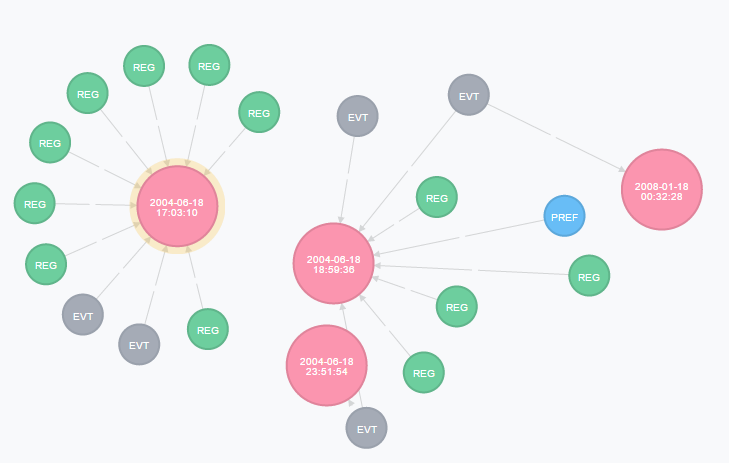 REG
REG
REG
REG
EVT
EVT
REG
EVT
REG
2004-06-18
17:03:10
2008-01-18
00:32:28
REG
REG
PREF
2004-06-18
18:59:36
REG
REG
REG
EVT
EVT
REG
2004-06-18
23:51:54
REG
EVT